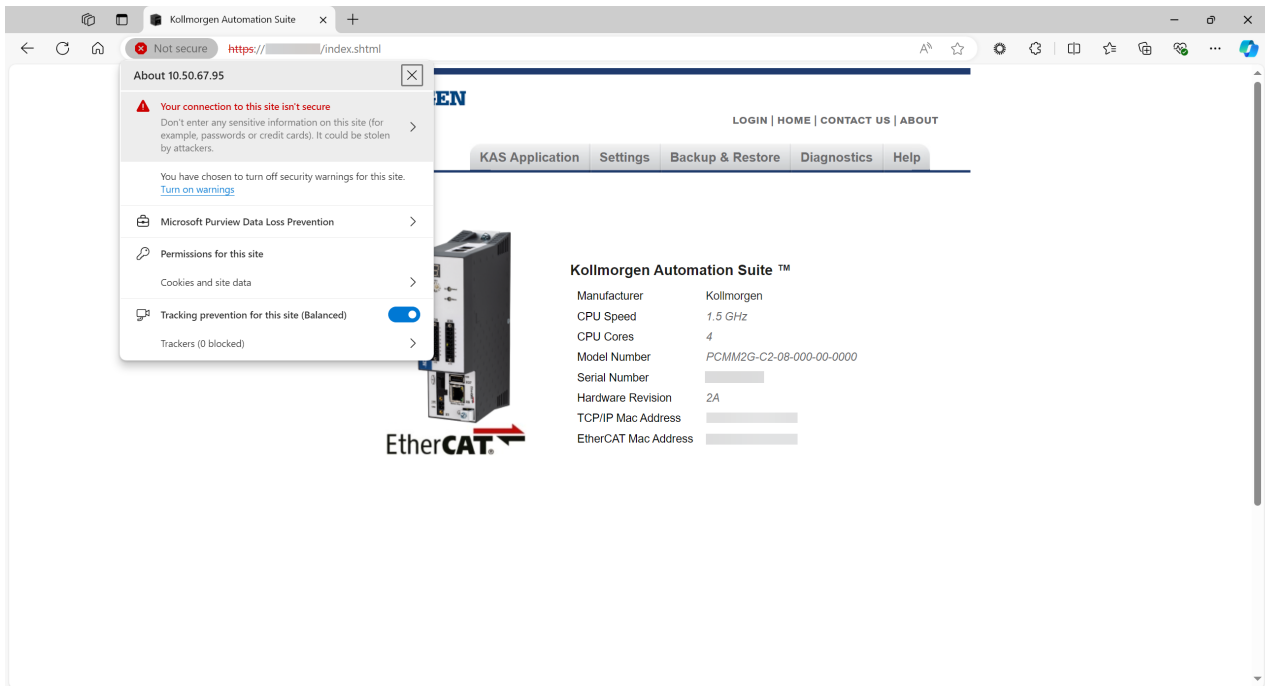 Kollmorgen Automation Suite
Not secure https:// /index.shtml
About 10.50.67.95
Your connection to this site isn't secure
Don't enter any sensitive information on this site (for
example, passwords or credit cards). It could be stolen
by attackers.
You have chosen to turn off security warnings for this site.
Turn on warnings
Microsoft Purview Data Loss Prevention
Permissions for this site
Cookies and site data
Tracking prevention for this site (Balanced)
Trackers (0 blocked)
EN
LOGIN | HOME | CONTACT US | ABOUT
KAS Application Settings Backup & Restore Diagnostics Help
EtherCAT®
Kollmorgen Automation Suite ™
Manufacturer Kollmorgen
CPU Speed 1.5 GHz
CPU Cores 4
Model Number PCMM2G-C2-08-000-00-0000
Serial Number
Hardware Revision 2A
TCP/IP Mac Address
EtherCAT Mac Address